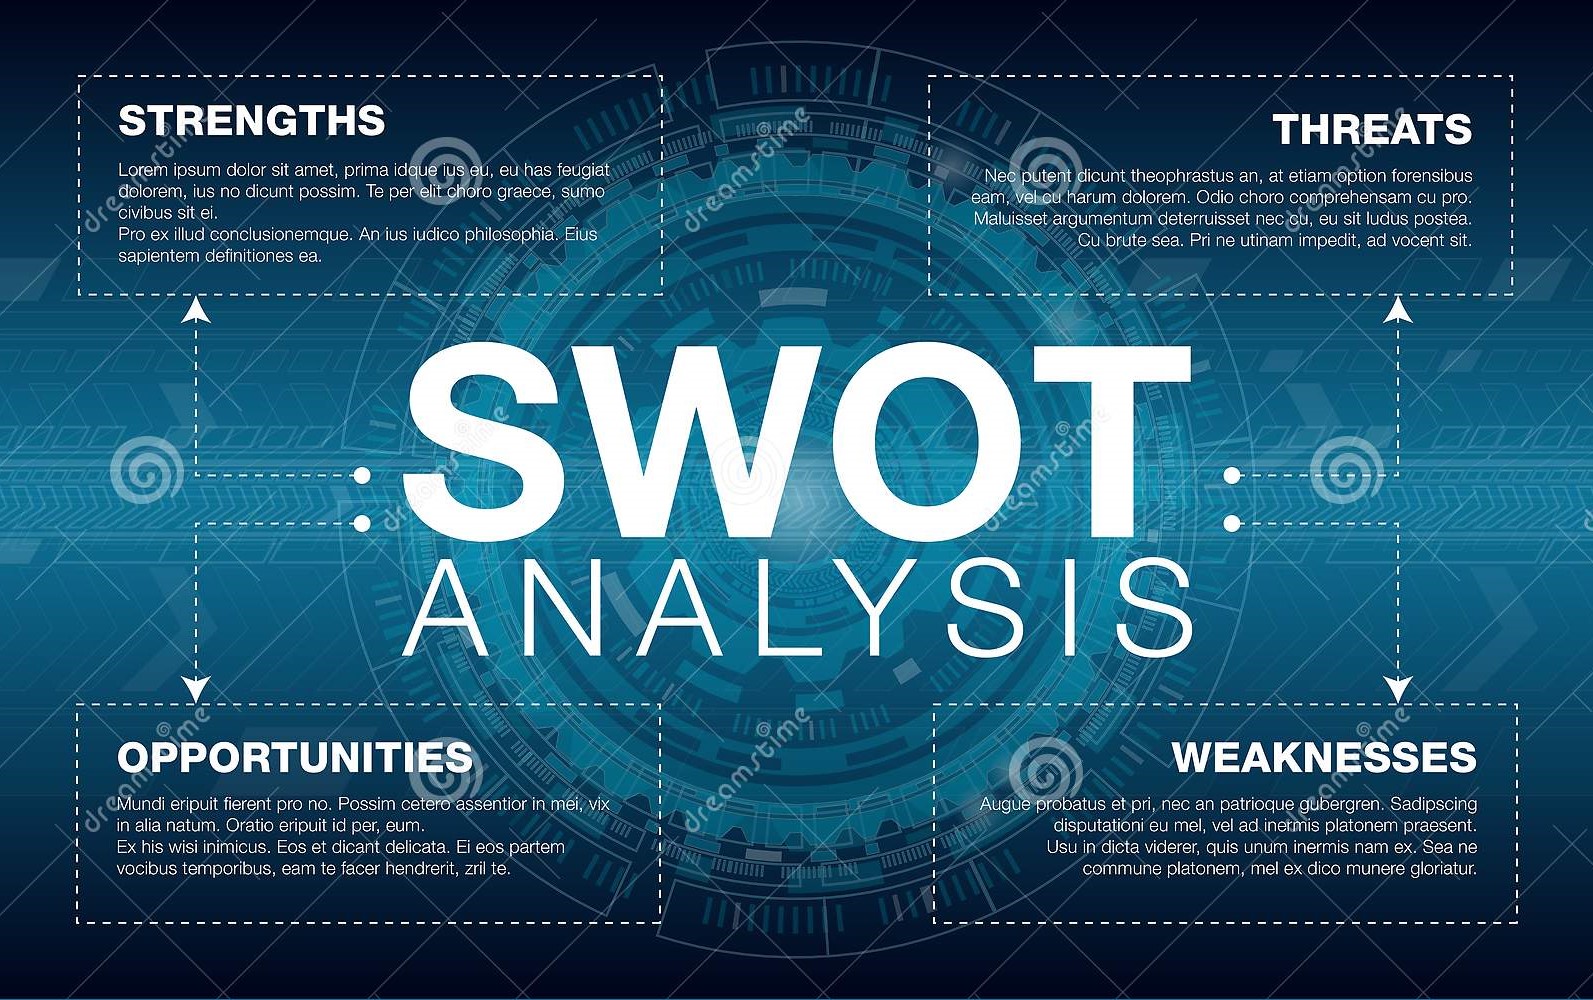 STRENGTHS
Lorem ipsum dolor sit amet, prima idque ius eu, eu has feugiat
dolorem, ius no dicunt possim. Te per elit choro graece, sumo
civibus sit ei.
Pro ex illud conclusionemque. An ius iudico philosophia. Eius
sapientem definitiones ea.
THREATS
Nec putent dicunt theophrastus an, at etiam option forensibus
eam, vel cu harum dolorem. Odio choro comprehensam cu pro.
Maluisset argumentum deterruisset nec cu, eu sit ludus postea.
Cu brute sea. Pri ne utinam impedit, ad vocent sit.
SWOT
ANALYSIS
OPPORTUNITIES
Mundi eripuit fierent pro no. Possim cetero assentior in mei, vix
in alia natum. Oratio eripuit id per, eum.
Ex his wisi inimicus. Eos et dicant delicata. Ei eos partem
vocibus temporibus, eam te facer hendrerit, zril te.
WEAKNESSES
Augue probatus et pri, nec an patrioque gubergren. Sadipscing
disputationi eu mel, vel ad inermis platonem praesent.
Usu in dicta viderer, quis unum inermis nam ex. Sea ne
commune platonem, mel ex dico munere gloriatur.
dreamstime
dreamstime
dreamstime
dreamstime
dreamstime
dreamstime
dreamstime
dreamstime